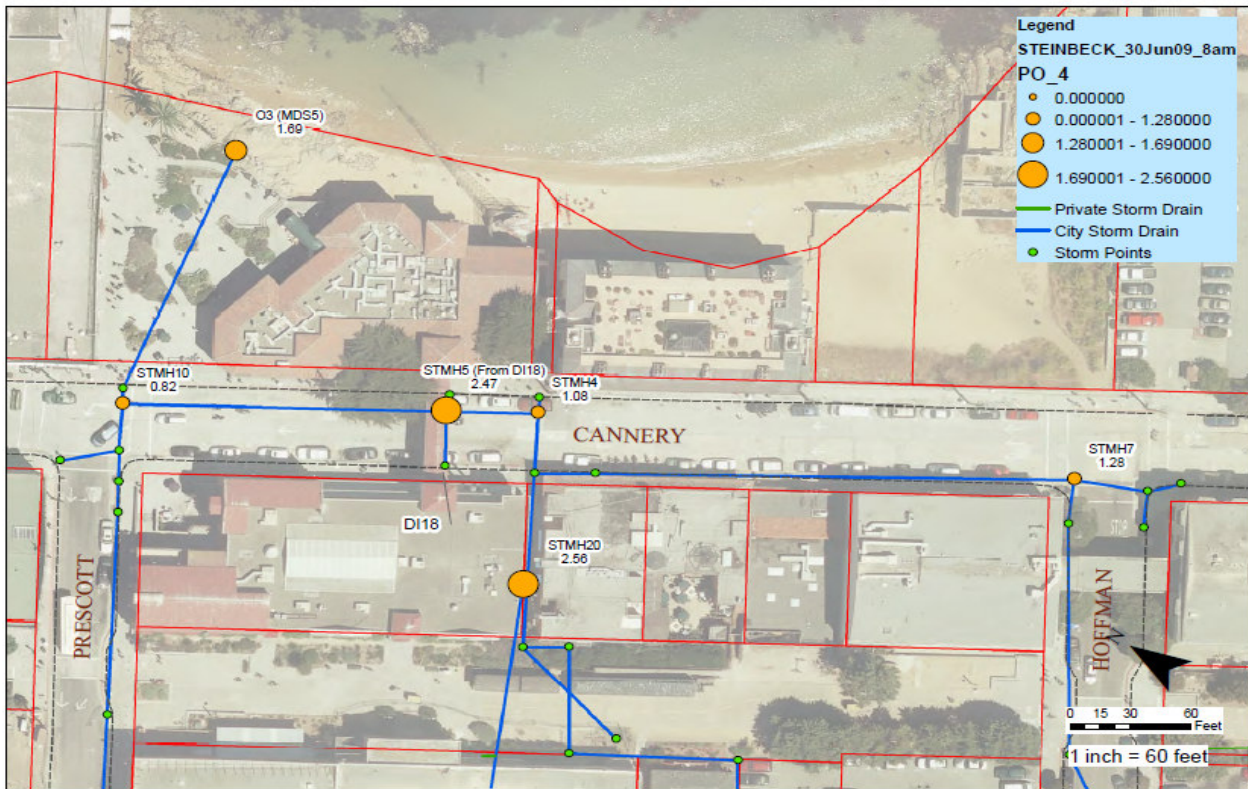 Legend
STEINBECK_30Jun09_8am
PO_4
0.000000
0.000001 - 1.280000
1.280001 - 1.690000
1.690001 - 2.560000
Private Storm Drain
City Storm Drain
Storm Points
O3 (MDS5)
1.69
STMH10
0.82
STMH5 (From DI18)
2.47
STMH4
1.08
CANNERY
STMH7
1.28
DI18
STOP
STMH20
2.56
PRESCOTT
HOFFMAN
N
0 15 30 60
Feet
1 inch = 60 feet